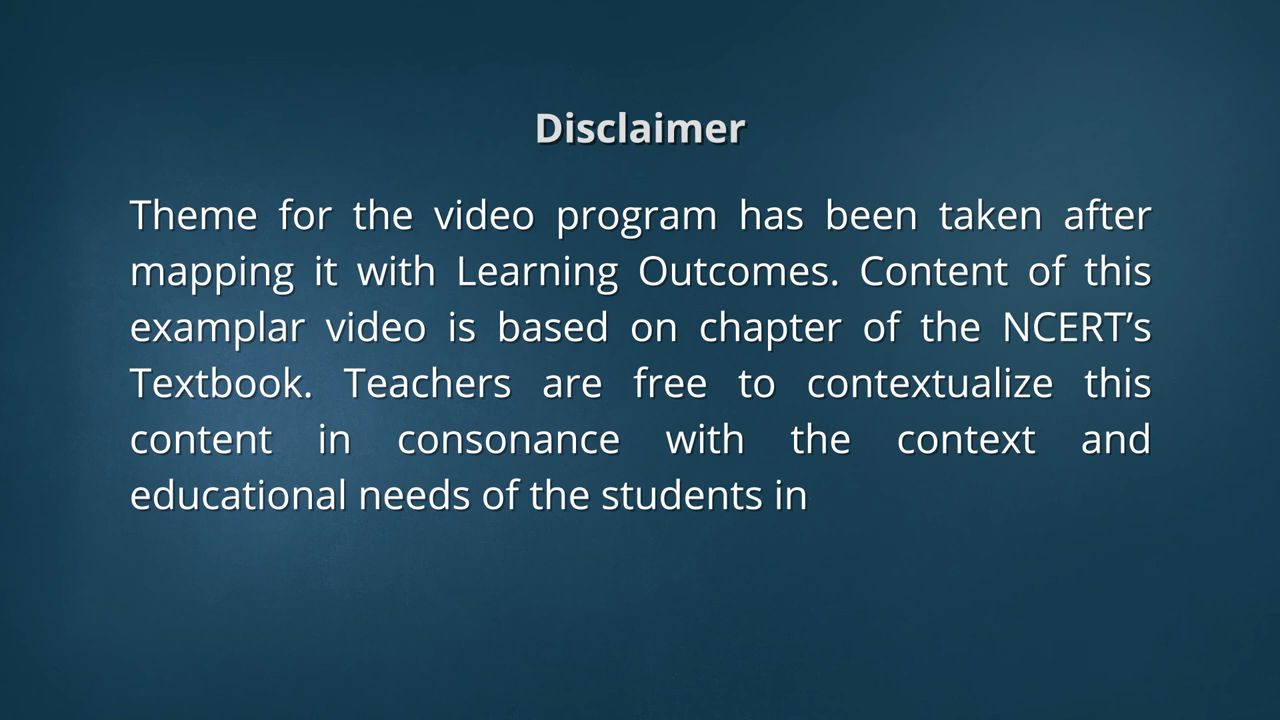 Disclaimer
Theme for the video program has been taken after
mapping it with Learning Outcomes. Content of this
examplar video is based on chapter of the NCERT’s
Textbook. Teachers are free to contextualize this
content in consonance with the context and
educational needs of the students in